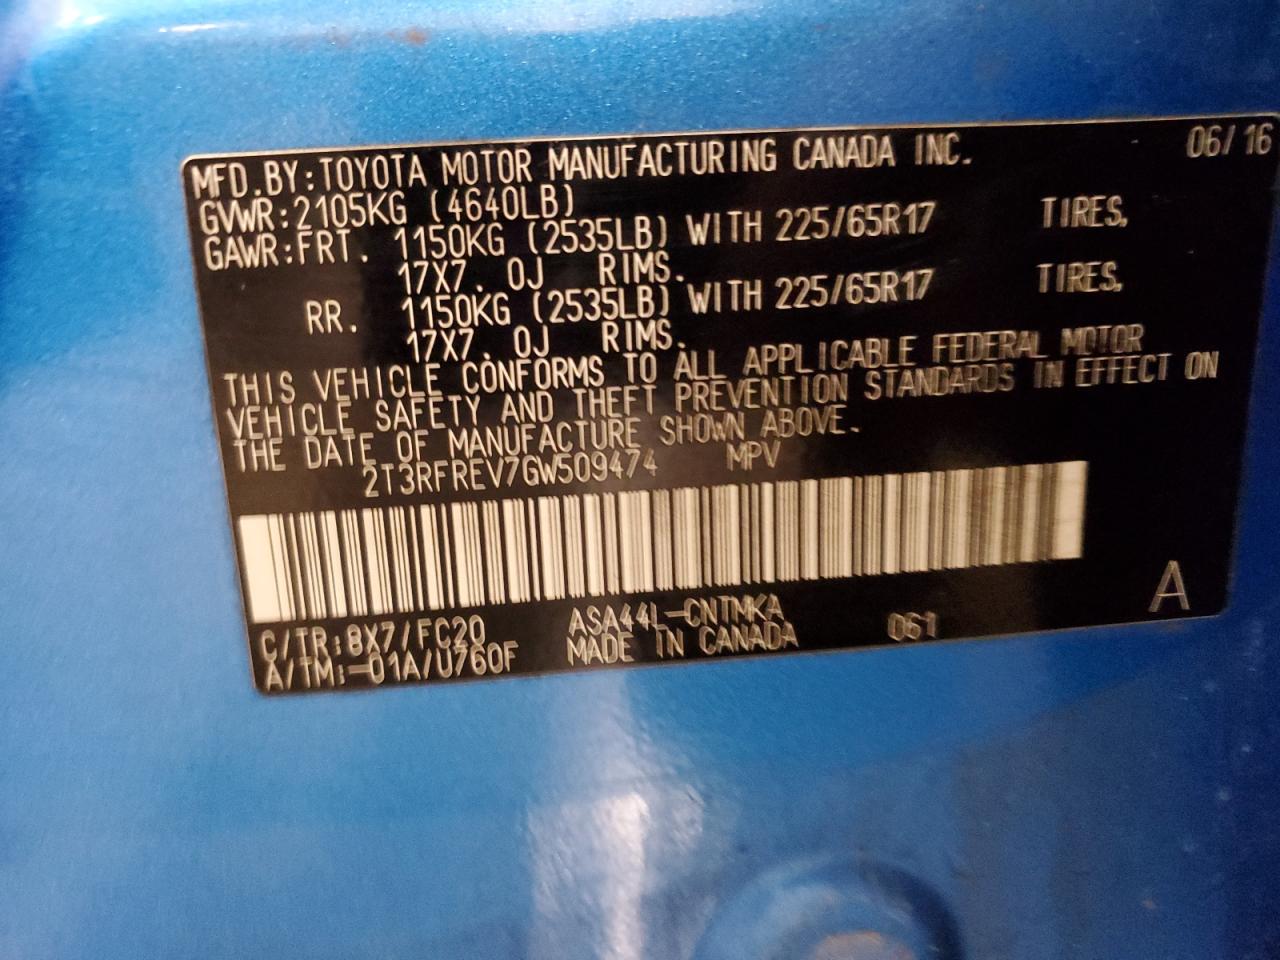 MFD.BY:TOYOTA MOTOR MANUFACTURING CANADA INC. 06/16
GVWR:2105KG (4640LB)
GAWR:FRT. 1150KG (2535LB) WITH 225/65R17 TIRES,
17X7.0J RIMS.
RR. 1150KG (2535LB) WITH 225/65R17 TIRES,
17X7.0J RIMS.
THIS VEHICLE CONFORMS TO ALL APPLICABLE FEDERAL MOTOR
VEHICLE SAFETY AND THEFT PREVENTION STANDARDS IN EFFECT ON
THE DATE OF MANUFACTURE SHOWN ABOVE.
2T3RFREV7GW509474 MPV
A
C/TR:8X7/FC20 ASA44L-CNTMKA 061
A/TM:-01A/U760F MADE IN CANADA